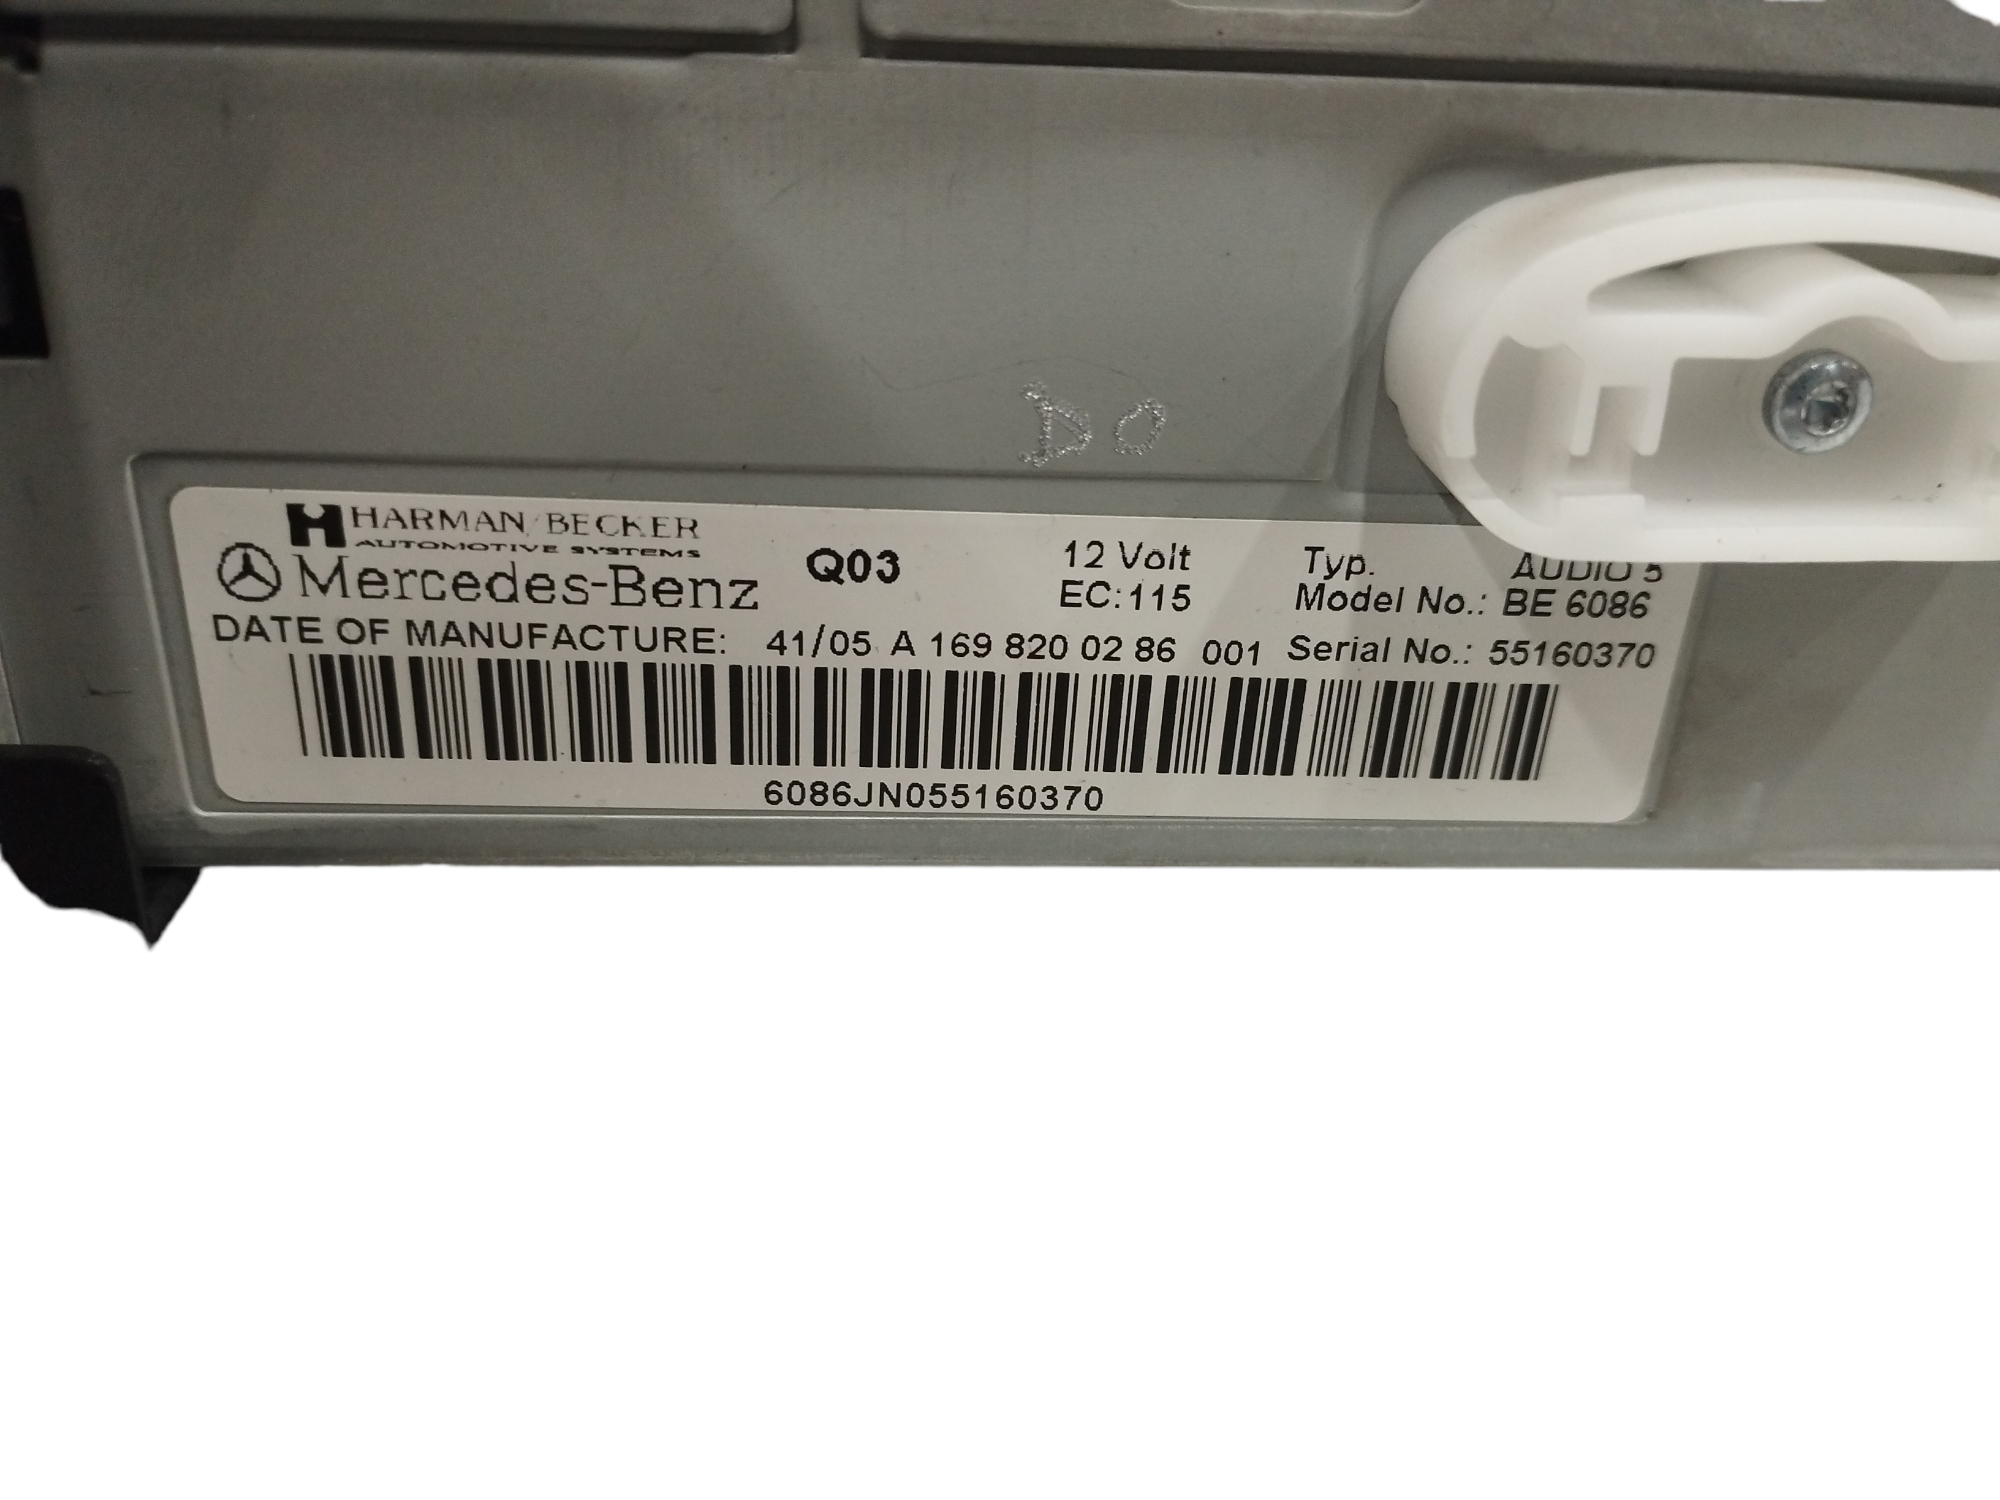 DO
HARMAN/BECKER
AUTOMOTIVE SYSTEMS
Mercedes-Benz Q03 12 Volt Typ. AUDIO 5
EC:115 Model No.: BE 6086
DATE OF MANUFACTURE: 41/05 A 169 820 02 86 001 Serial No.: 55160370
6086JN055160370